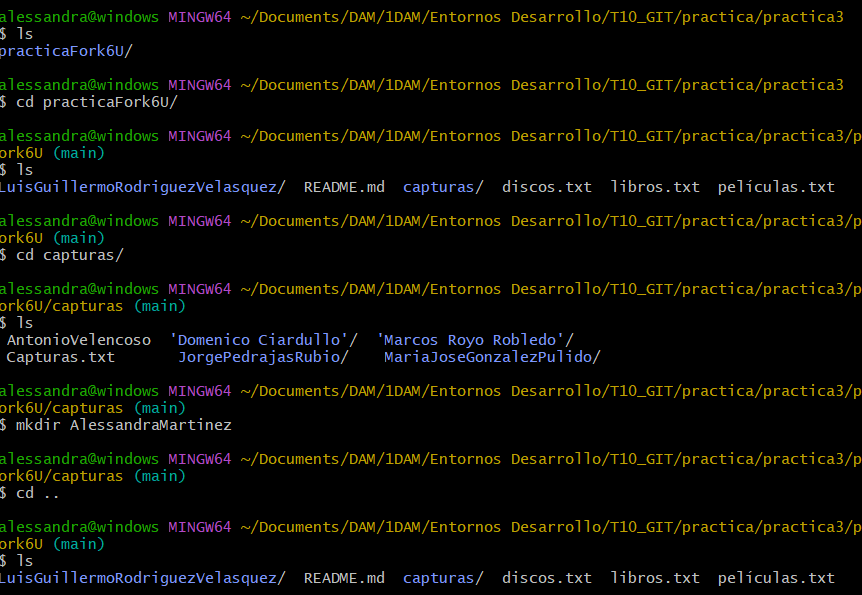 alessandra@windows MINGW64 ~/Documents/DAM/1DAM/Entornos Desarrollo/T10_GIT/practica/practica3
$ ls
practicaFork6U/
alessandra@windows MINGW64 ~/Documents/DAM/1DAM/Entornos Desarrollo/T10_GIT/practica/practica3
$ cd practicaFork6U/
alessandra@windows MINGW64 ~/Documents/DAM/1DAM/Entornos Desarrollo/T10_GIT/practica/practica3/p
ork6U (main)
$ ls
LuisGuillermoRodriguezVelasquez/  README.md  capturas/  discos.txt  libros.txt  películas.txt
alessandra@windows MINGW64 ~/Documents/DAM/1DAM/Entornos Desarrollo/T10_GIT/practica/practica3/p
ork6U (main)
$ cd capturas/
alessandra@windows MINGW64 ~/Documents/DAM/1DAM/Entornos Desarrollo/T10_GIT/practica/practica3/p
ork6U/capturas (main)
$ ls
AntonioVelencoso  'Domenico Ciardullo'/  'Marcos Royo Robledo'/
Capturas.txt  JorgePedrajasRubio/  MariaJoseGonzalezPulido/
alessandra@windows MINGW64 ~/Documents/DAM/1DAM/Entornos Desarrollo/T10_GIT/practica/practica3/p
ork6U/capturas (main)
$ mkdir AlessandraMartinez
alessandra@windows MINGW64 ~/Documents/DAM/1DAM/Entornos Desarrollo/T10_GIT/practica/practica3/p
ork6U/capturas (main)
$ cd ..
alessandra@windows MINGW64 ~/Documents/DAM/1DAM/Entornos Desarrollo/T10_GIT/practica/practica3/p
ork6U (main)
$ ls
LuisGuillermoRodriguezVelasquez/  README.md  capturas/  discos.txt  libros.txt  películas.txt